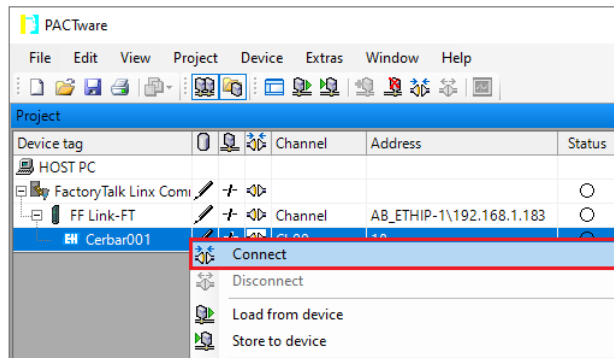 PACTware
File Edit View Project Device Extras Window Help
Project
Device tag Channel Address Status
HOST PC
FactoryTalk Linx Comi
FF Link-FT Channel AB_ETHIP-1\192.168.1.183
EH Cerbar001
Connect
Disconnect
Load from device
Store to device